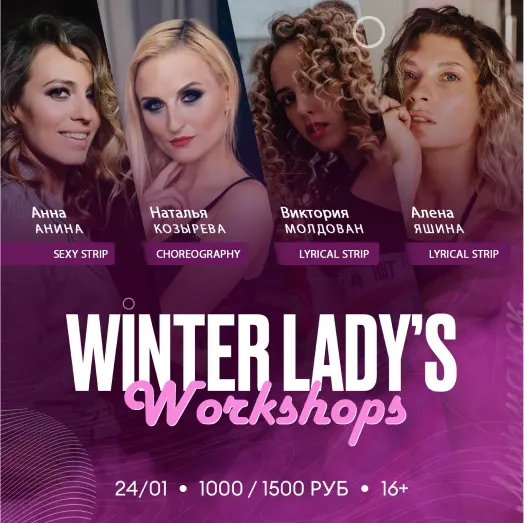 Анна
АНИНА
SEXY STRIP
Наталья
КОЗЫРЕВА
CHOREOGRAPHY
Виктория
МОЛДОВАН
LYRICAL STRIP
Алена
ЯШИНА
LYRICAL STRIP
WINTER LADY'S
Workshops
24/01 • 1000 / 1500 РУБ • 16+